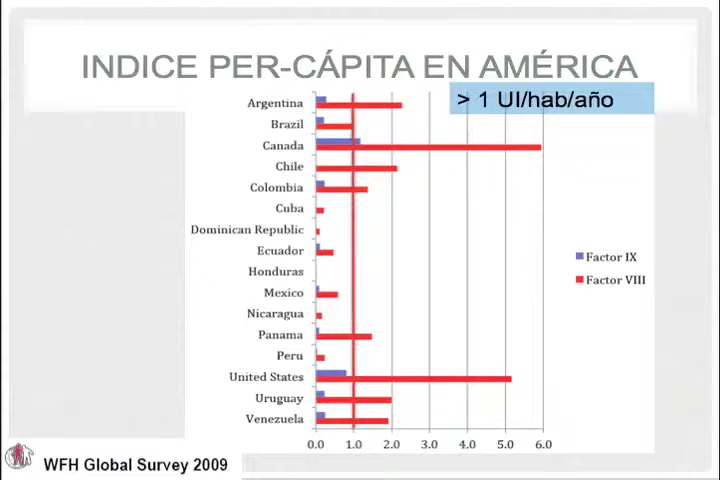 INDICE PER-CÁPITA EN AMÉRICA
> 1 UI/hab/año
Argentina
Brazil
Canada
Chile
Colombia
Cuba
Dominican Republic
Ecuador
Honduras
Mexico
Nicaragua
Panama
Peru
United States
Uruguay
Venezuela
Factor IX
Factor VIII
0.0 1.0 2.0 3.0 4.0 5.0 6.0
WFH Global Survey 2009